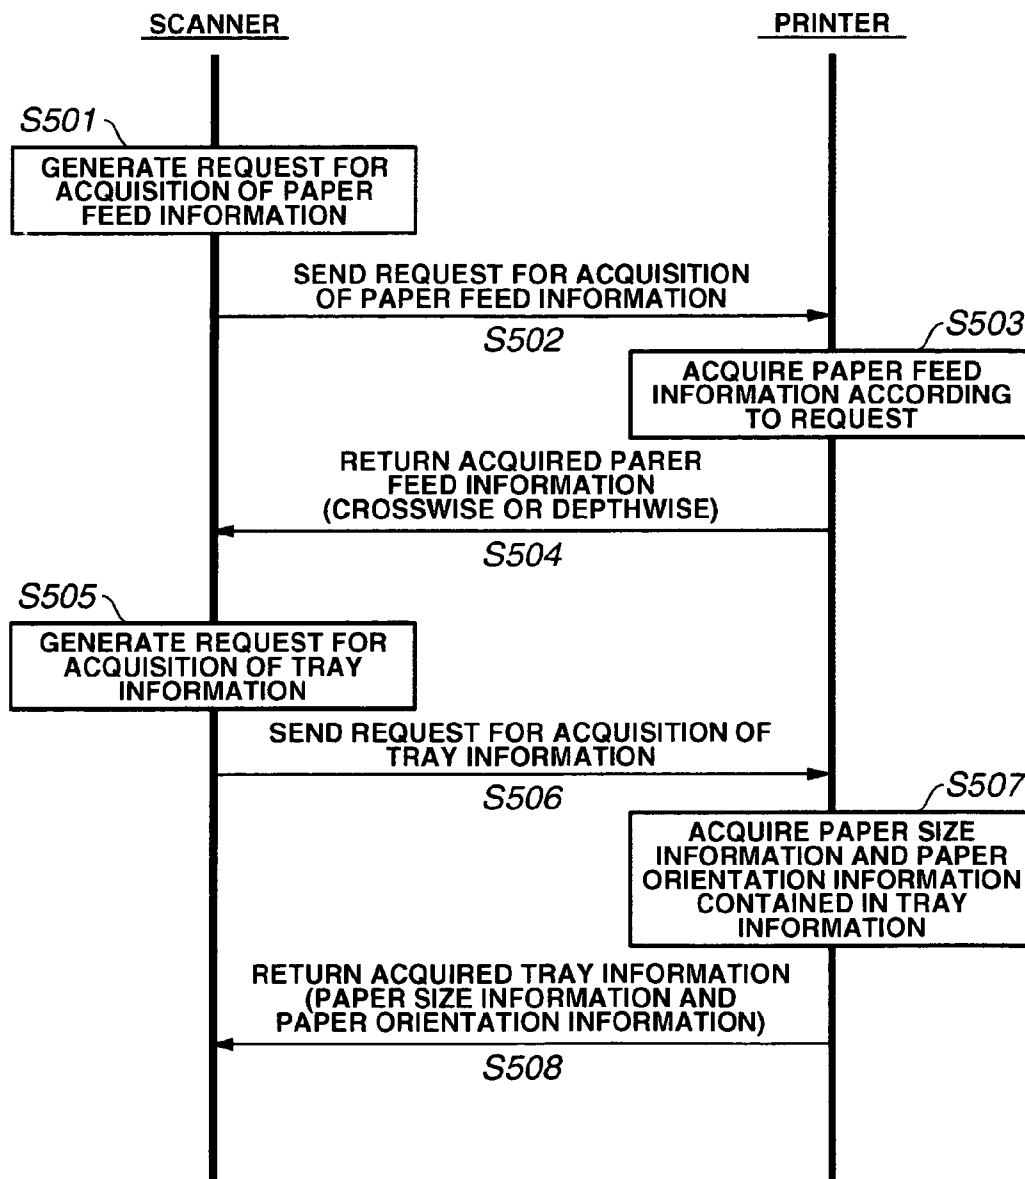 SCANNER
PRINTER
S501
GENERATE REQUEST FOR
ACQUISITION OF PAPER
FEED INFORMATION
SEND REQUEST FOR ACQUISITION
OF PAPER FEED INFORMATION
S502
S503
ACQUIRE PAPER FEED
INFORMATION ACCORDING
TO REQUEST
RETURN ACQUIRED PARER
FEED INFORMATION
(CROSSWISE OR DEPTHWISE)
S504
S505
GENERATE REQUEST FOR
ACQUISITION OF TRAY
INFORMATION
SEND REQUEST FOR ACQUISITION OF
TRAY INFORMATION
S506
S507
ACQUIRE PAPER SIZE
INFORMATION AND PAPER
ORIENTATION INFORMATION
CONTAINED IN TRAY
INFORMATION
RETURN ACQUIRED TRAY INFORMATION
(PAPER SIZE INFORMATION AND
PAPER ORIENTATION INFORMATION)
S508